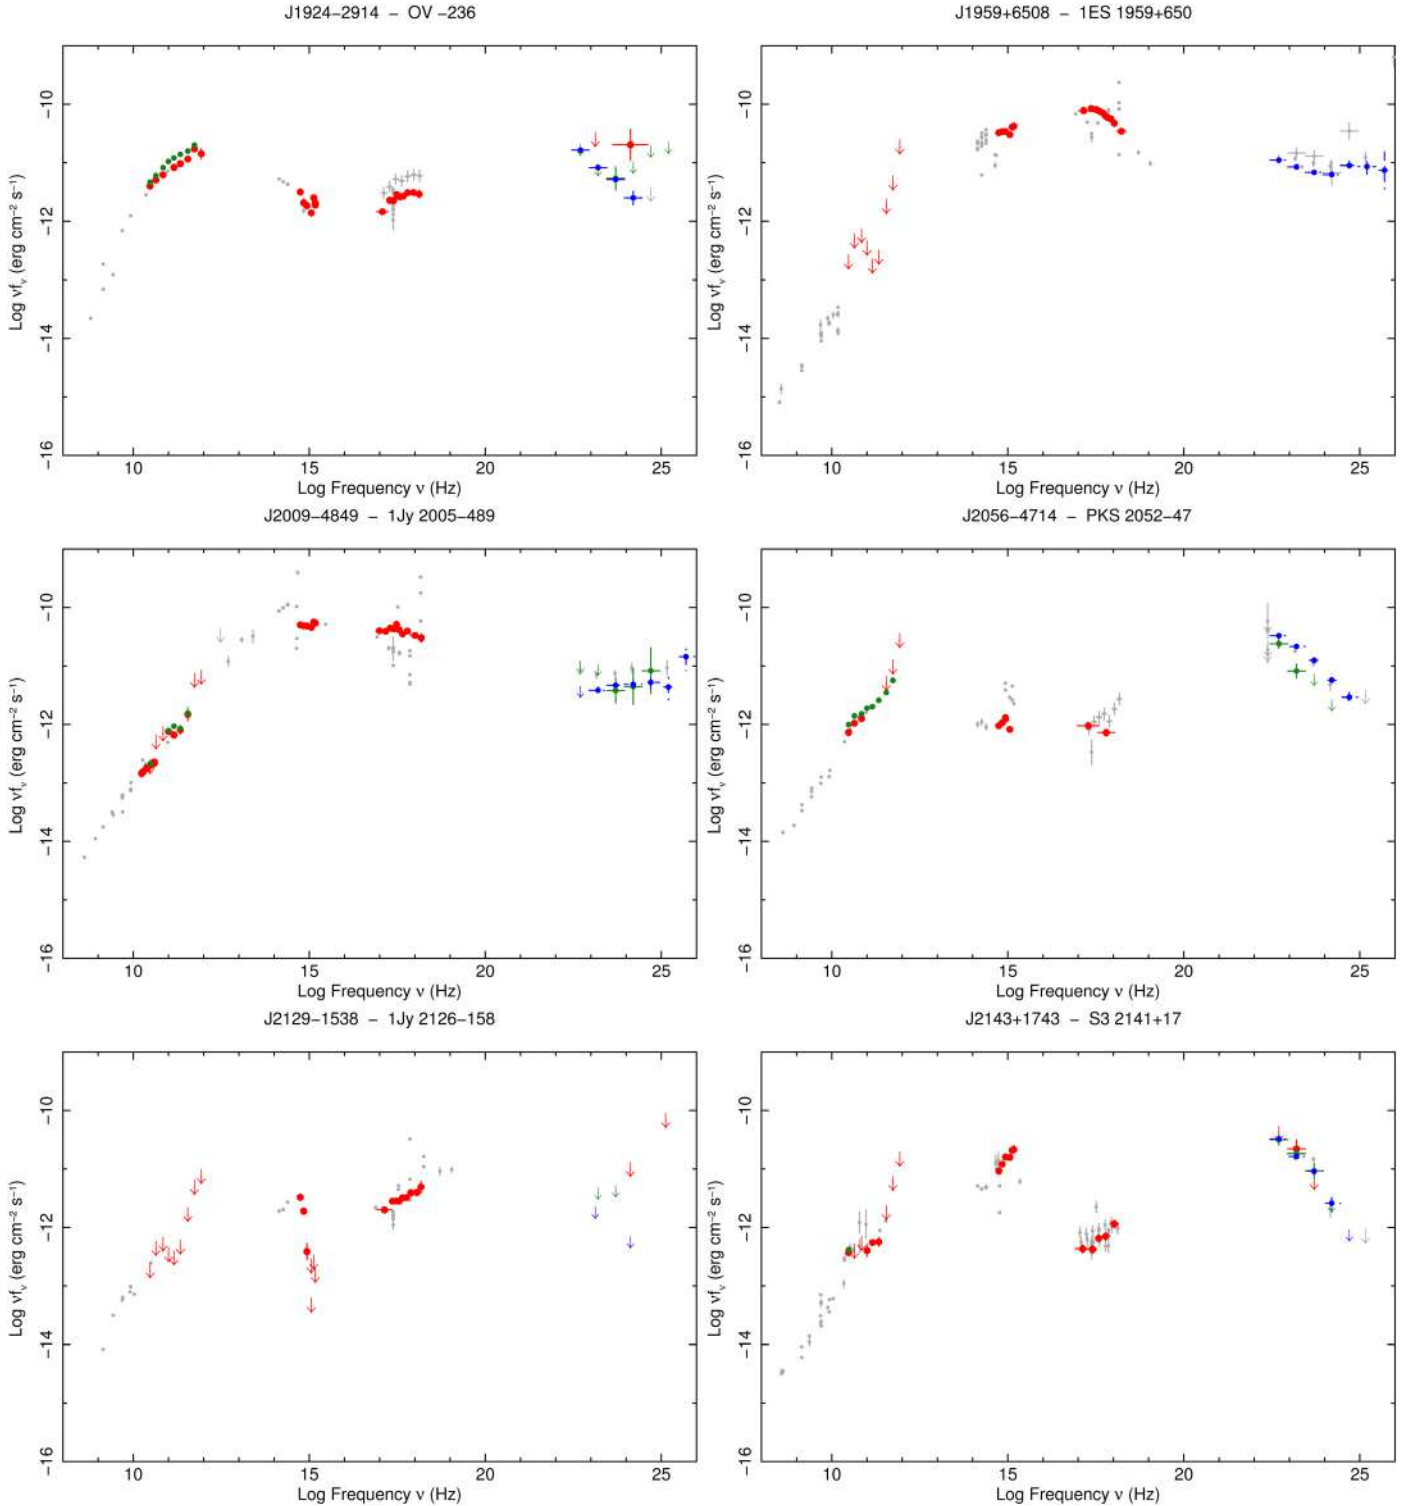 J1924−2914 − OV −236
J1959+6508 − 1ES 1959+650
Log νfν (erg cm−2 s−1)
−10
−12
−14
−16
10 15 20 25
Log Frequency ν (Hz)
Log νfν (erg cm−2 s−1)
−10
−12
−14
−16
10 15 20 25
Log Frequency ν (Hz)
J2009−4849 − 1Jy 2005−489
J2056−4714 − PKS 2052−47
Log νfν (erg cm−2 s−1)
−10
−12
−14
−16
10 15 20 25
Log Frequency ν (Hz)
Log νfν (erg cm−2 s−1)
−10
−12
−14
−16
10 15 20 25
Log Frequency ν (Hz)
J2129−1538 − 1Jy 2126−158
J2143+1743 − S3 2141+17
Log νfν (erg cm−2 s−1)
−10
−12
−14
−16
10 15 20 25
Log Frequency ν (Hz)
Log νfν (erg cm−2 s−1)
−10
−12
−14
−16
10 15 20 25
Log Frequency ν (Hz)